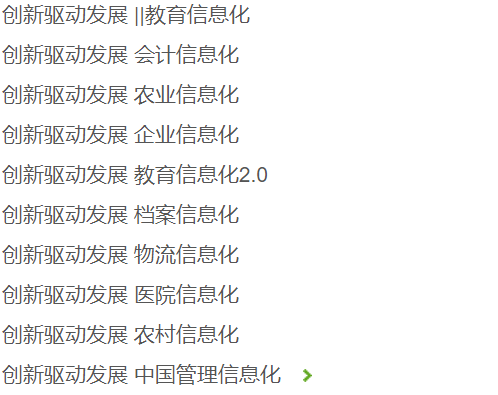 创新驱动发展 ||教育信息化
创新驱动发展 会计信息化
创新驱动发展 农业信息化
创新驱动发展 企业信息化
创新驱动发展 教育信息化2.0
创新驱动发展 档案信息化
创新驱动发展 物流信息化
创新驱动发展 医院信息化
创新驱动发展 农村信息化
创新驱动发展 中国管理信息化